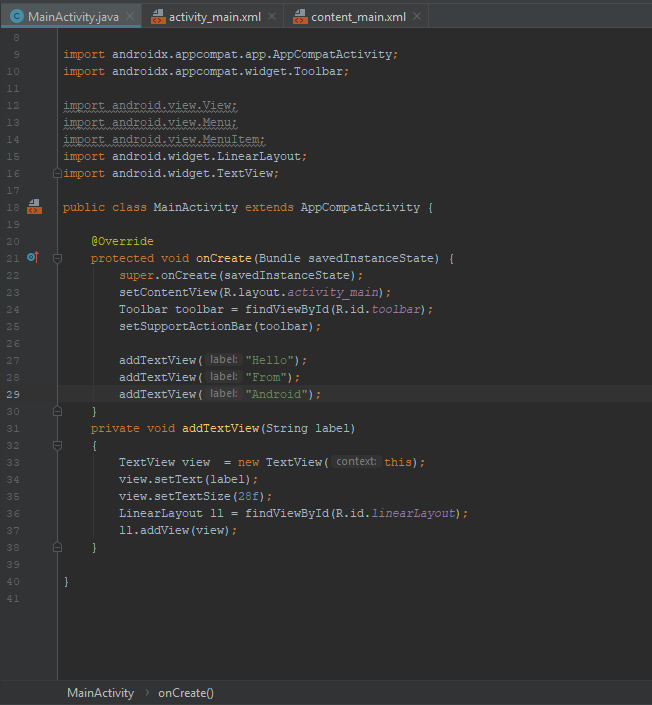 MainActivity.java activity_main.xml content_main.xml
8
9 import androidx.appcompat.app.AppCompatActivity;
10 import androidx.appcompat.widget.Toolbar;
11
12 import android.view.View;
13 import android.view.Menu;
14 import android.view.MenuItem;
15 import android.widget.LinearLayout;
16 import android.widget.TextView;
17
18 public class MainActivity extends AppCompatActivity {
19
20 @Override
21 protected void onCreate(Bundle savedInstanceState) {
22 super.onCreate(savedInstanceState);
23 setContentView(R.layout.activity_main);
24 Toolbar toolbar = findViewById(R.id.toolbar);
25 setSupportActionBar(toolbar);
26
27 addTextView( label: "Hello");
28 addTextView( label: "From");
29 addTextView( label: "Android");
30 }
31 private void addTextView(String label)
32 {
33 TextView view  = new TextView( context: this);
34 view.setText(label);
35 view.setTextSize(28f);
36 LinearLayout ll = findViewById(R.id.linearLayout);
37 ll.addView(view);
38 }
39
40 }
41
MainActivity › onCreate()